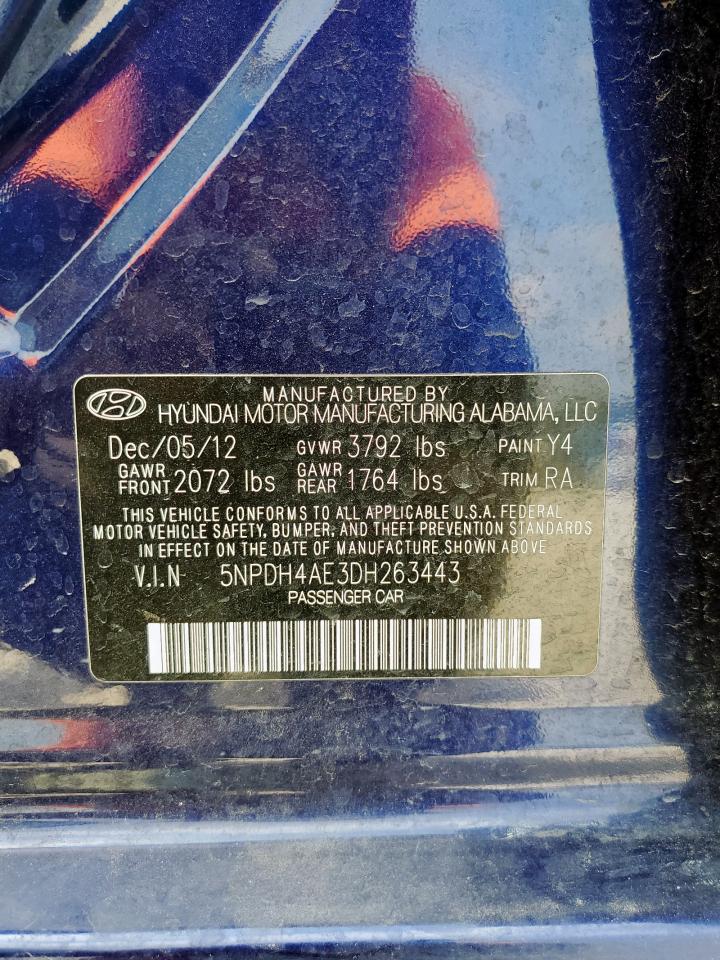 MANUFACTURED BY
HYUNDAI MOTOR MANUFACTURING ALABAMA, LLC
Dec/05/12 GVWR 3792 lbs PAINT Y4
GAWR FRONT 2072 lbs GAWR REAR 1764 lbs TRIM RA
THIS VEHICLE CONFORMS TO ALL APPLICABLE U.S.A. FEDERAL
MOTOR VEHICLE SAFETY, BUMPER, AND THEFT PREVENTION STANDARDS
IN EFFECT ON THE DATE OF MANUFACTURE SHOWN ABOVE
V.I.N 5NPDH4AE3DH263443
PASSENGER CAR